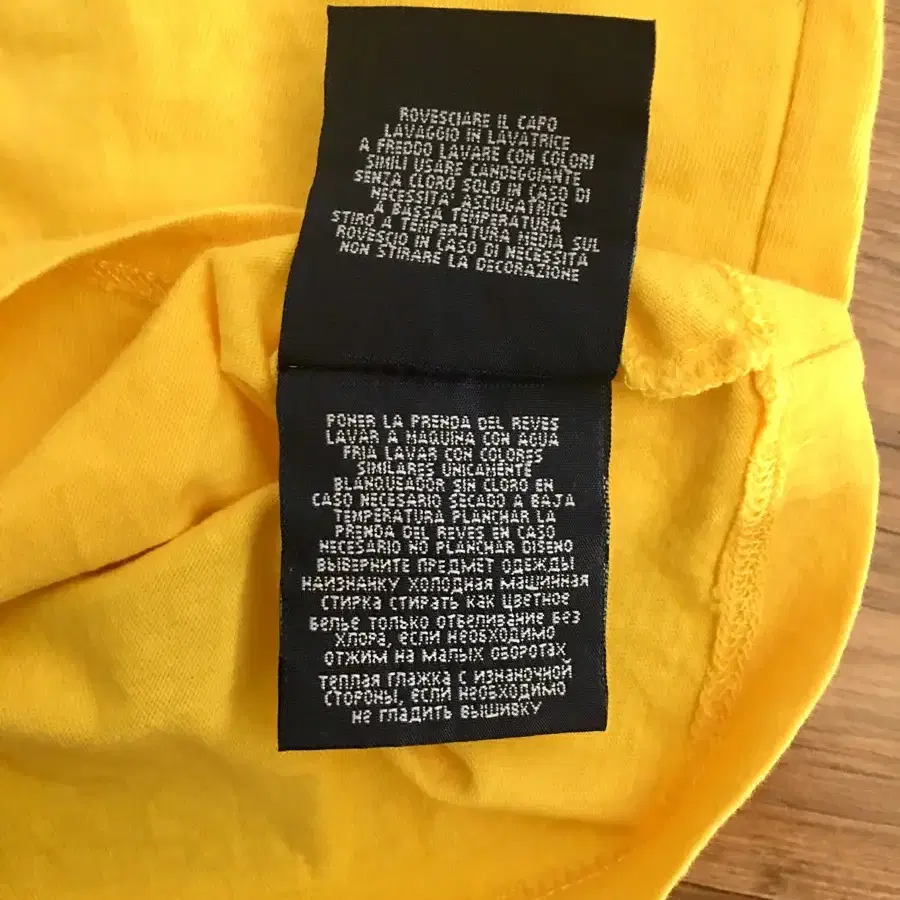 ROVESCIARE IL CAPO
LAVAGGIO IN LAVATRICE
A FREDDO LAVARE CON COLORI
SIMILI USARE CANDEGGIANTE
SENZA CLORO SOLO IN CASO DI
NECESSITA' ASCIUGATRICE
A BASSA TEMPERATURA
STIRO A TEMPERATURA MEDIA SUL
ROVESCIO IN CASO DI NECESSITA
NON STIRARE LA DECORAZIONE
PONER LA PRENDA DEL REVES
LAVAR A MAQUINA CON AGUA
FRIA LAVAR CON COLORES
SIMILARES UNICAMENTE
BLANQUEADOR SIN CLORO EN
CASO NECESARIO SECADO A BAJA
TEMPERATURA PLANCHAR LA
PRENDA DEL REVES EN CASO
NECESARIO NO PLANCHAR DISENO
ВЫВЕРНИТЕ ПРЕДМЕТ ОДЕЖДЫ
НАИЗНАНКУ ХОЛОДНАЯ МАШИННАЯ
СТИРКА СТИРАТЬ КАК ЦВЕТНОЕ
БЕЛЬЕ ТОЛЬКО ОТБЕЛИВАНИЕ БЕЗ
ХЛОРА, ЕСЛИ НЕОБХОДИМО
ОТЖИМ НА МАЛЫХ ОБОРОТАХ
ТЕПЛАЯ ГЛАЖКА С ИЗНАНОЧНОЙ
СТОРОНЫ, ЕСЛИ НЕОБХОДИМО
НЕ ГЛАДИТЬ ВЫШИВКУ